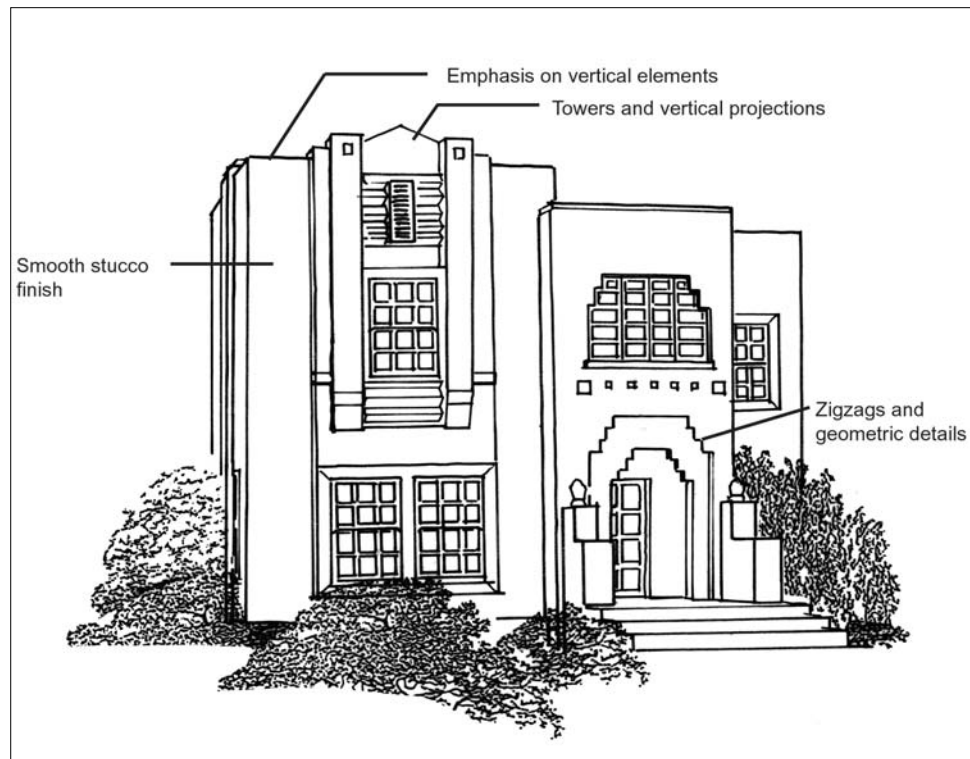 Emphasis on vertical elements
Towers and vertical projections
Smooth stucco
finish
Zigzags and
geometric details